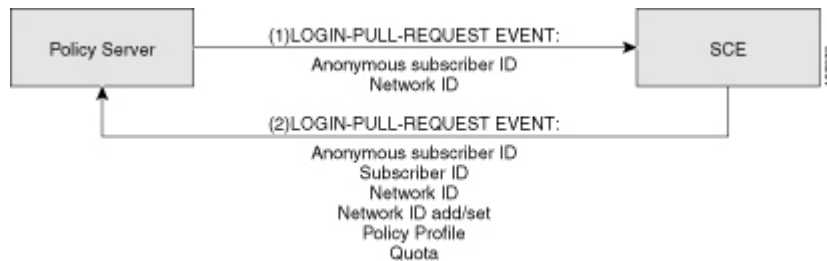 Policy Server
(1)LOGIN-PULL-REQUEST EVENT:
SCE
Anonymous subscriber ID
Network ID
(2)LOGIN-PULL-REQUEST EVENT:
Anonymous subscriber ID
Subscriber ID
Network ID
Network ID add/set
Policy Profile
Quota